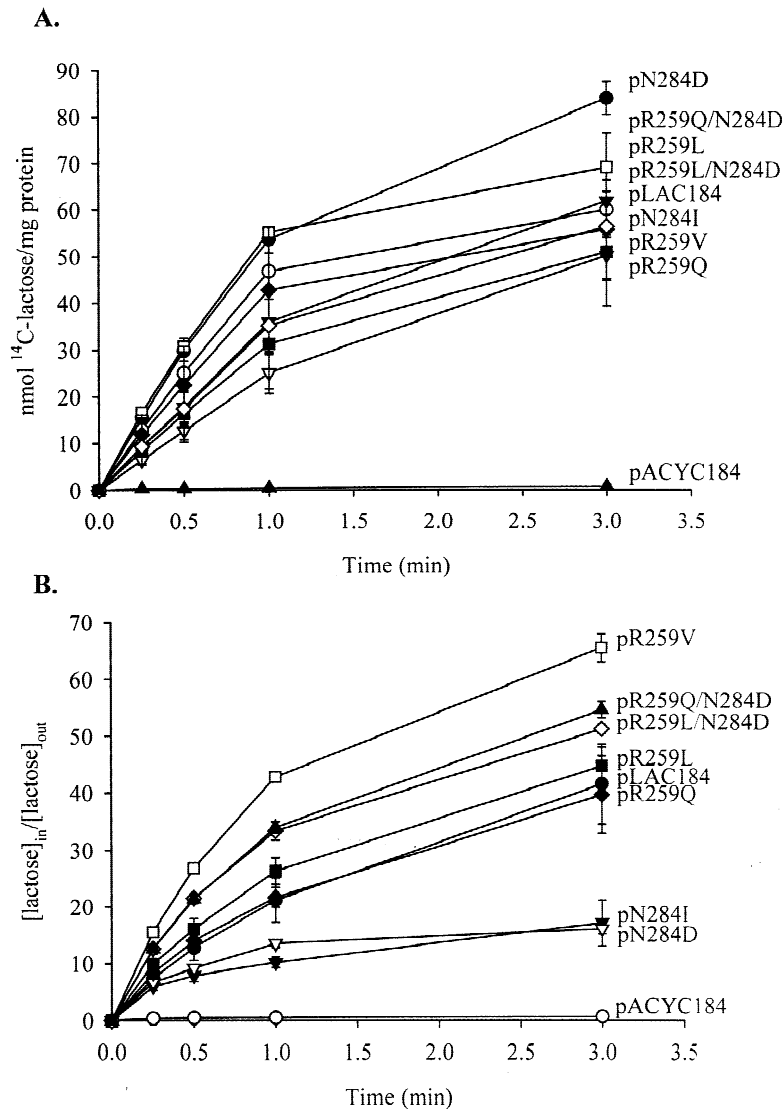 A.
90
80
70
60
50
40
30
20
10
0
nmol ¹⁴C-lactose/mg protein
pN284D
pR259Q/N284D
pR259L
pR259L/N284D
pLAC184
pN284I
pR259V
pR259Q
pACYC184
0.0 0.5 1.0 1.5 2.0 2.5 3.0 3.5
Time (min)
B.
70
60
50
40
30
20
10
0
[lactose]in/[lactose]out
pR259V
pR259Q/N284D
pR259L/N284D
pR259L
pLAC184
pR259Q
pN284I
pN284D
pACYC184
0.0 0.5 1.0 1.5 2.0 2.5 3.0 3.5
Time (min)